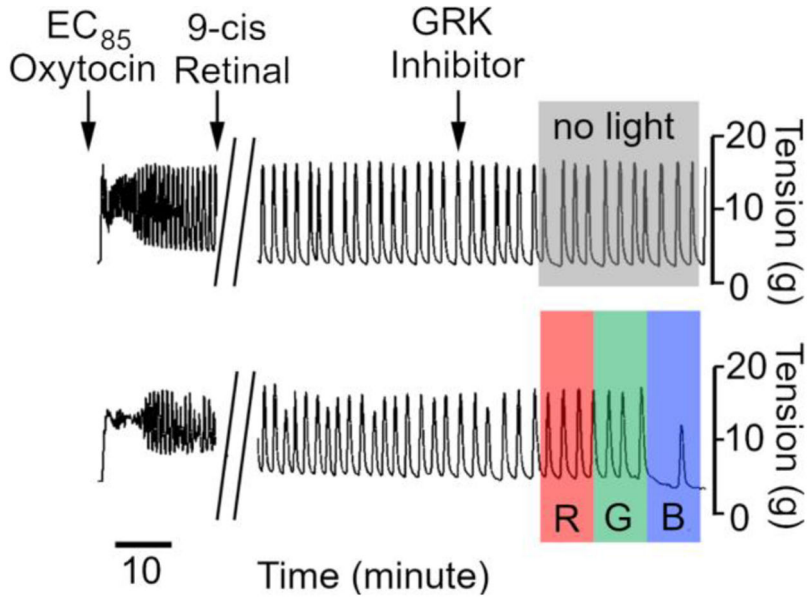 EC85
Oxytocin
9-cis
Retinal
GRK
Inhibitor
no light
20
10
0
Tension (g)
R
G
B
20
10
0
Tension (g)
10
Time (minute)